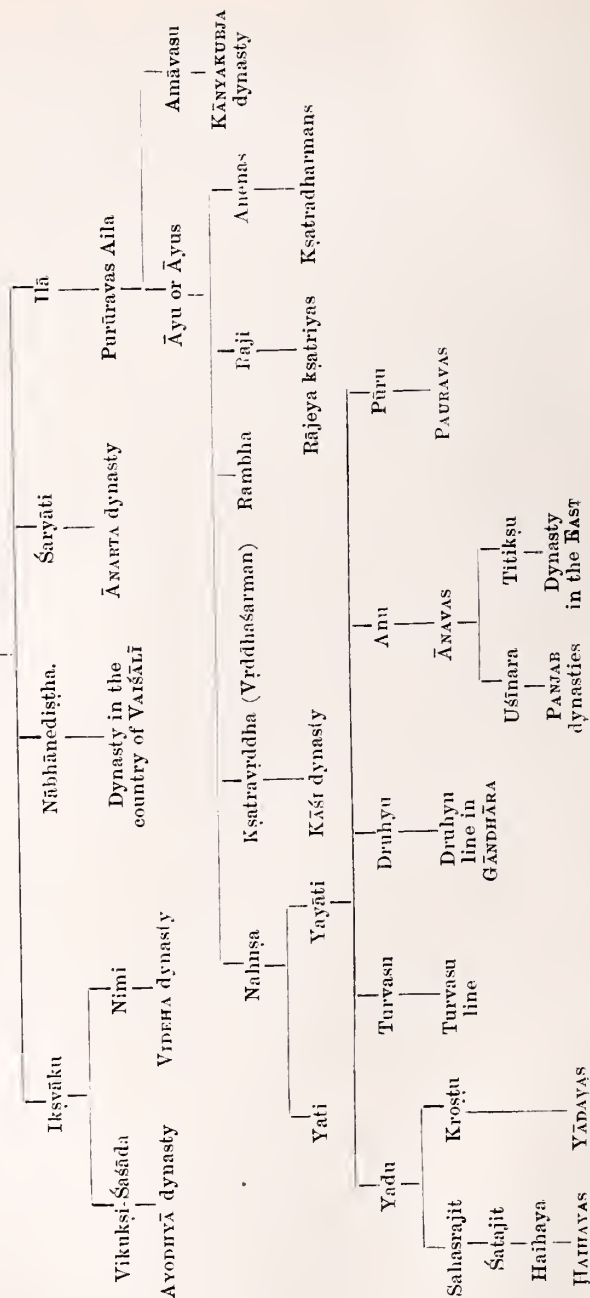 Ikṣvāku Nābhānediṣṭha. Śaryāti Ilā
Vikukṣi-Śaśāda Nimi Dynasty in the ĀNARTA dynasty Purūravas Aila
country of VAIŚĀLĪ
AYODHYĀ dynasty VIDEHA dynasty Āyu or Āyus Amāvasu
KĀNYAKUBJA
dynasty
Nahuṣa Kṣatravṛddha (Vṛddhaśarman) Rambha Raji Anenas
Yati Yayāti KĀŚI dynasty Rājeya kṣatriyas Kṣatradharmans
Yadu Turvasu Druhyu Anu Pūru
Sahasrajit Kroṣṭu Turvasu Druhyu ĀNAVAS PAURAVAS
line line in
GĀNDHĀRA
Śatajit Uśīnara Titikṣu
Haihaya PANJAB Dynasty
dynasties in the EAST
HAIHAYAS YĀDAVAS